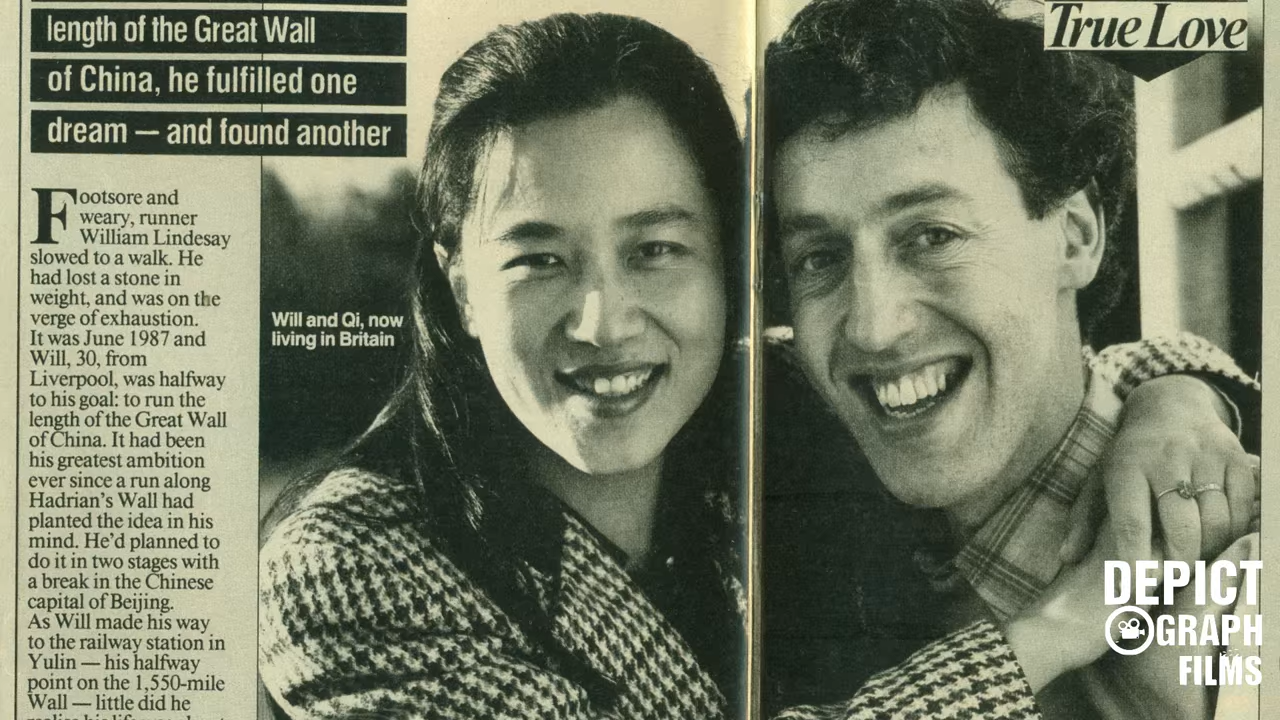 length of the Great Wall
of China, he fulfilled one
dream — and found another
True Love
Footsore and
weary, runner
William Lindesay
slowed to a walk. He
had lost a stone in
weight, and was on the
verge of exhaustion.
It was June 1987 and
Will, 30, from
Liverpool, was halfway
to his goal: to run the
length of the Great Wall
of China. It had been
his greatest ambition
ever since a run along
Hadrian's Wall had
planted the idea in his
mind. He'd planned to
do it in two stages with
a break in the Chinese
capital of Beijing.
As Will made his way
to the railway station in
Yulin — his halfway
point on the 1,550-mile
Wall — little did he
Will and Qi, now
living in Britain
DEPICT
GRAPH
FILMS